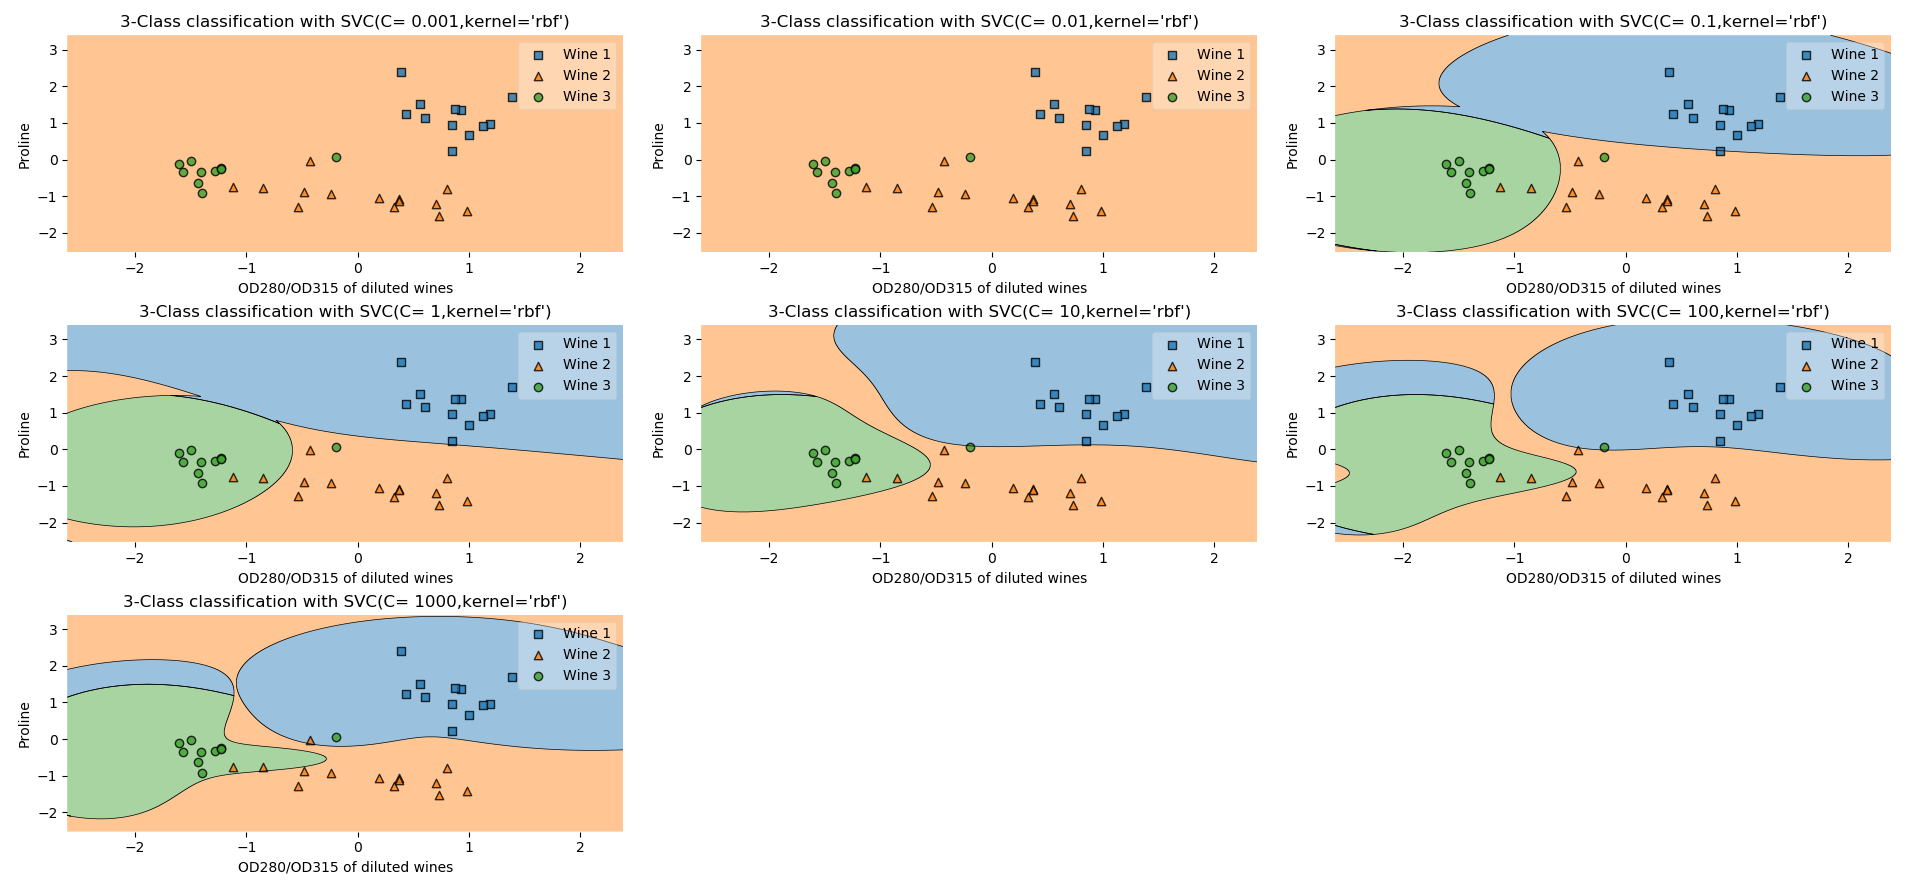 3-Class classification with SVC(C= 0.001,kernel='rbf')
Proline
3
2
1
0
−1
−2
Wine 1
Wine 2
Wine 3
−2 −1 0 1 2
OD280/OD315 of diluted wines
3-Class classification with SVC(C= 0.01,kernel='rbf')
Proline
3
2
1
0
−1
−2
Wine 1
Wine 2
Wine 3
−2 −1 0 1 2
OD280/OD315 of diluted wines
3-Class classification with SVC(C= 0.1,kernel='rbf')
Proline
3
2
1
0
−1
−2
Wine 1
Wine 2
Wine 3
−2 −1 0 1 2
OD280/OD315 of diluted wines
3-Class classification with SVC(C= 1,kernel='rbf')
Proline
3
2
1
0
−1
−2
Wine 1
Wine 2
Wine 3
−2 −1 0 1 2
OD280/OD315 of diluted wines
3-Class classification with SVC(C= 10,kernel='rbf')
Proline
3
2
1
0
−1
−2
Wine 1
Wine 2
Wine 3
−2 −1 0 1 2
OD280/OD315 of diluted wines
3-Class classification with SVC(C= 100,kernel='rbf')
Proline
3
2
1
0
−1
−2
Wine 1
Wine 2
Wine 3
−2 −1 0 1 2
OD280/OD315 of diluted wines
3-Class classification with SVC(C= 1000,kernel='rbf')
Proline
3
2
1
0
−1
−2
Wine 1
Wine 2
Wine 3
−2 −1 0 1 2
OD280/OD315 of diluted wines